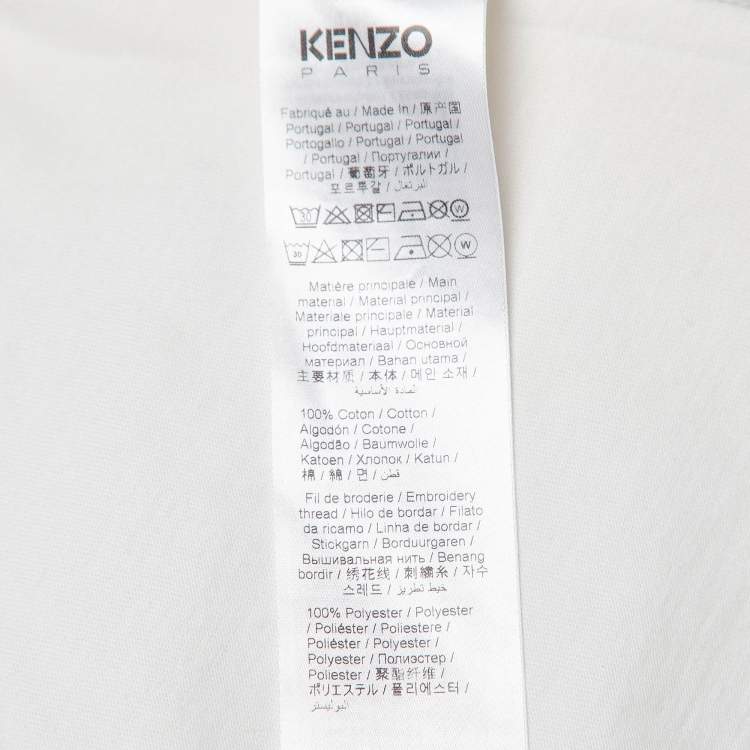 KENZO
PARIS
Fabriqué au / Made In / 原产国
Portugal / Portugal / Portugal /
Portogallo / Portugal / Portugal
/ Portugal / Португалии /
Portugal / 葡萄牙 / ポルトガル /
포르투갈 / البرتغال
30 W
30 W
Matière principale / Main
material / Material principal /
Materiale principale / Material
principal / Hauptmaterial /
Hoofdmateriaal / Основной
материал / Bahan utama /
主要材质 / 本体 / 메인 소재 /
المادة الأساسية
100% Coton / Cotton /
Algodón / Cotone /
Algodão / Baumwolle /
Katoen / Хлопок / Katun /
棉 / 綿 / 면 / قطن
Fil de broderie / Embroidery
thread / Hilo de bordar / Filato
da ricamo / Linha de bordar /
Stickgarn / Borduurgaren /
Вышивальная нить / Benang
bordir / 绣花线 / 刺繍糸 / 자수
스레드 / خيط تطريز
100% Polyester / Polyester
/ Poliéster / Poliestere /
Poliéster / Polyester /
Polyester / Полиэстер /
Poliester / 聚酯纤维 /
ポリエステル / 폴리에스터 /
البوليستر